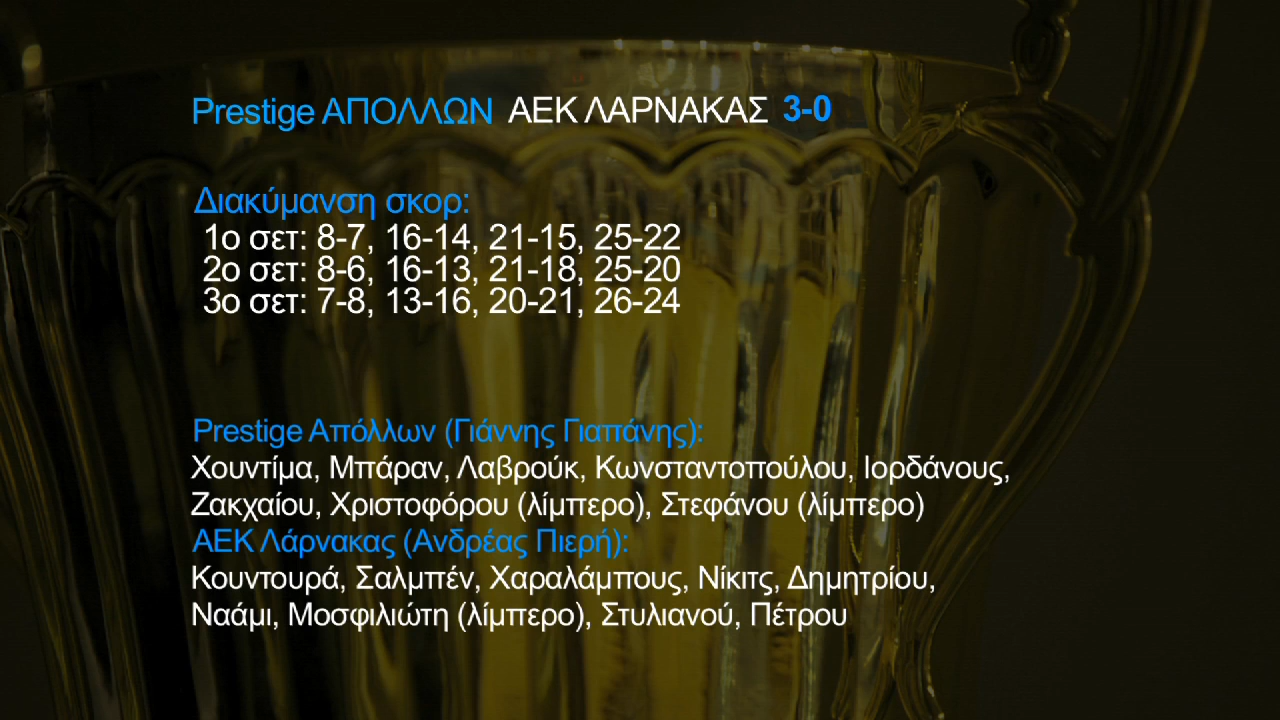 Prestige ΑΠΟΛΛΩΝ ΑΕΚ ΛΑΡΝΑΚΑΣ 3-0
Διακύμανση σκορ:
1ο σετ: 8-7, 16-14, 21-15, 25-22
2ο σετ: 8-6, 16-13, 21-18, 25-20
3ο σετ: 7-8, 13-16, 20-21, 26-24
Prestige Απόλλων (Γιάννης Γιαπάνης):
Χουντίμα, Μπάραν, Λαβρούκ, Κωνσταντοπούλου, Ιορδάνους,
Ζακχαίου, Χριστοφόρου (λίμπερο), Στεφάνου (λίμπερο)
ΑΕΚ Λάρνακας (Ανδρέας Πιερή):
Κουντουρά, Σαλμπέν, Χαραλάμπους, Νίκιτς, Δημητρίου,
Ναάμι, Μοσφιλιώτη (λίμπερο), Στυλιανού, Πέτρου